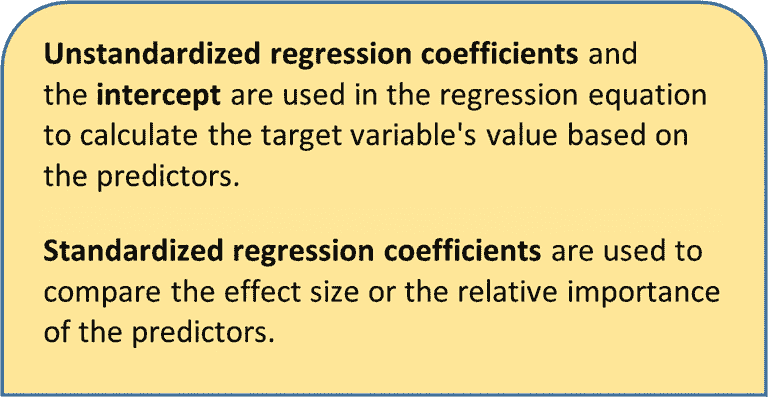 Unstandardized regression coefficients and
the intercept are used in the regression equation
to calculate the target variable's value based on
the predictors.
Standardized regression coefficients are used to
compare the effect size or the relative importance
of the predictors.